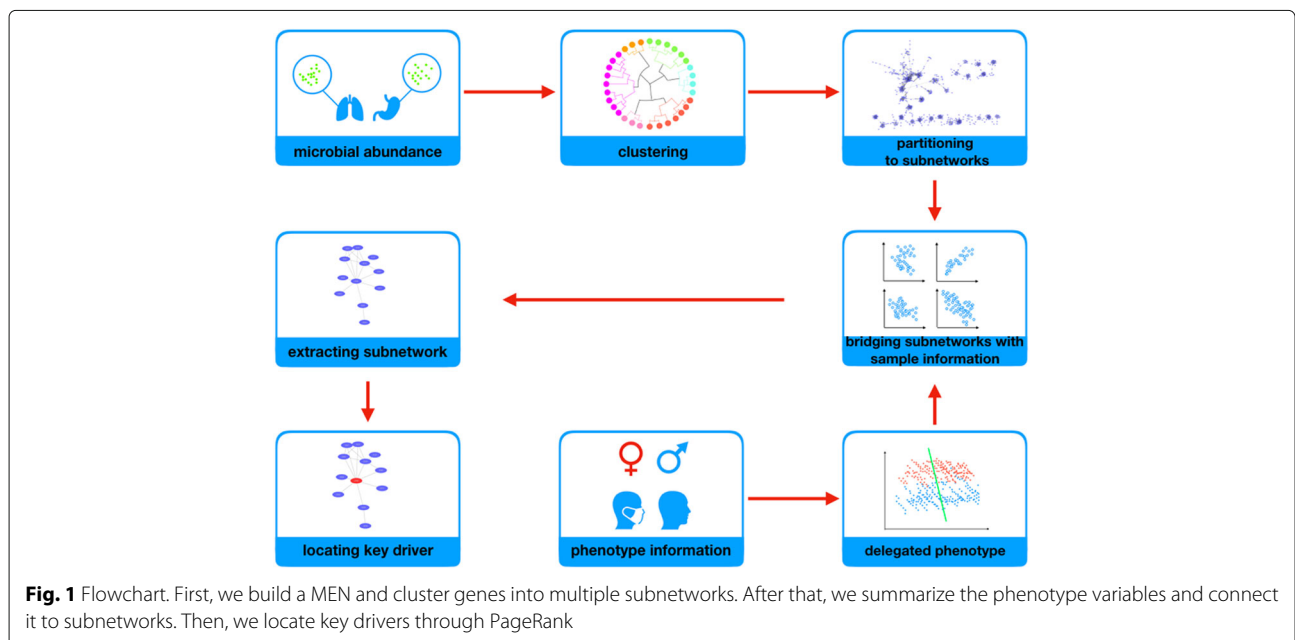 microbial abundance
clustering
partitioning
to subnetworks
extracting subnetwork
bridging subnetworks with
sample information
locating key driver
phenotype information
delegated phenotype
Fig. 1 Flowchart. First, we build a MEN and cluster genes into multiple subnetworks. After that, we summarize the phenotype variables and connect
it to subnetworks. Then, we locate key drivers through PageRank